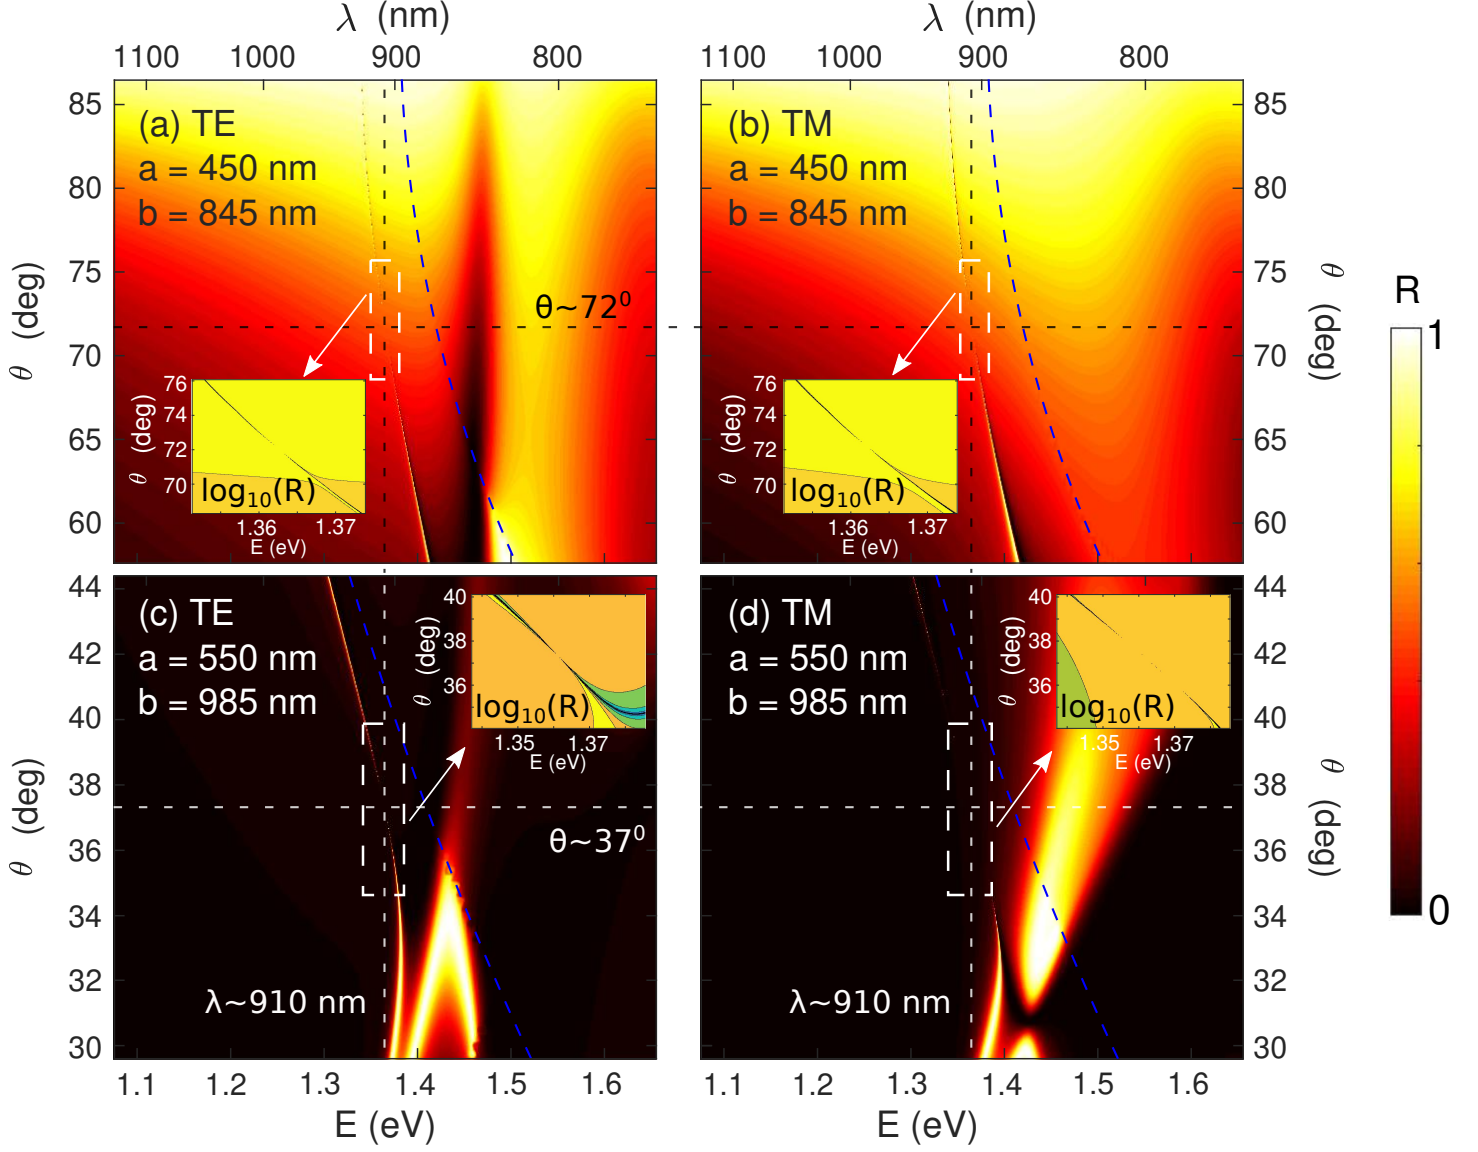 λ (nm)
λ (nm)
1100 1000 900 800
1100 1000 900 800
(a) TE
a = 450 nm
b = 845 nm
θ~72⁰
85
80
75
70
65
60
θ (deg)
76
74
72
70
θ (deg)
log₁₀(R)
1.36 1.37
E (eV)
(b) TM
a = 450 nm
b = 845 nm
85
80
75
70
65
60
θ (deg)
76
74
72
70
θ (deg)
log₁₀(R)
1.36 1.37
E (eV)
R
1
0
(c) TE
a = 550 nm
b = 985 nm
θ~37⁰
λ~910 nm
44
42
40
38
36
34
32
30
θ (deg)
40
38
36
θ (deg)
log₁₀(R)
1.35 1.37
E (eV)
1.1 1.2 1.3 1.4 1.5 1.6
E (eV)
(d) TM
a = 550 nm
b = 985 nm
λ~910 nm
44
42
40
38
36
34
32
30
θ (deg)
40
38
36
θ (deg)
log₁₀(R)
1.35 1.37
E (eV)
1.1 1.2 1.3 1.4 1.5 1.6
E (eV)